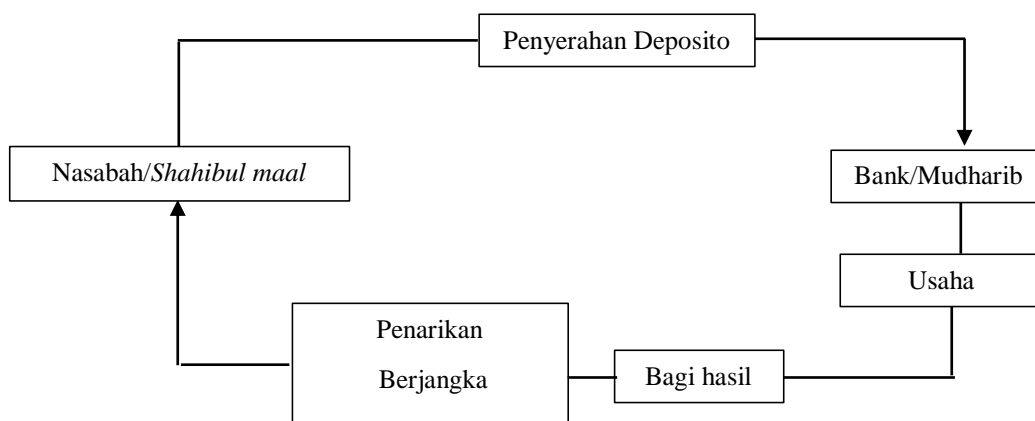 Penyerahan Deposito
Nasabah/Shahibul maal
Bank/Mudharib
Usaha
Penarikan
Berjangka
Bagi hasil